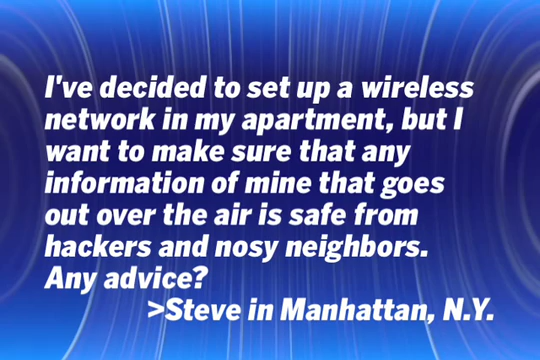 I've decided to set up a wireless
network in my apartment, but I
want to make sure that any
information of mine that goes
out over the air is safe from
hackers and nosy neighbors.
Any advice?
>Steve in Manhattan, N.Y.